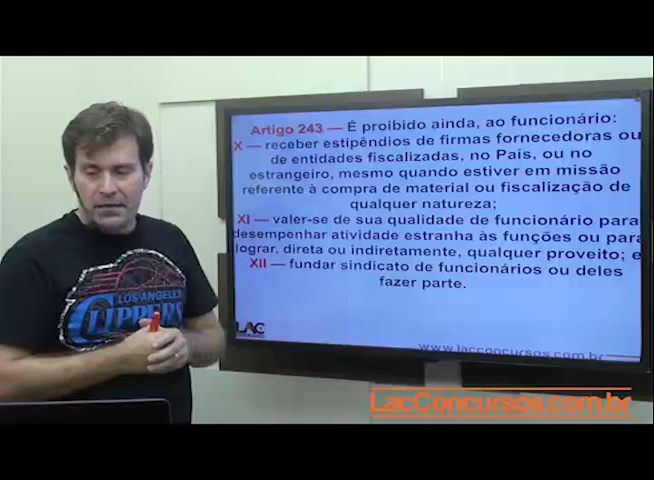 Artigo 243 — É proibido ainda, ao funcionário:
X — receber estipêndios de firmas fornecedoras ou
de entidades fiscalizadas, no País, ou no
estrangeiro, mesmo quando estiver em missão
referente à compra de material ou fiscalização de
qualquer natureza;
XI — valer-se de sua qualidade de funcionário para
desempenhar atividade estranha às funções ou para
lograr, direta ou indiretamente, qualquer proveito; e
XII — fundar sindicato de funcionários ou deles
fazer parte.
LOS ANGELES
CLIPPERS
LAC
www.lacconcursos.com.br
LacConcursos.com.br